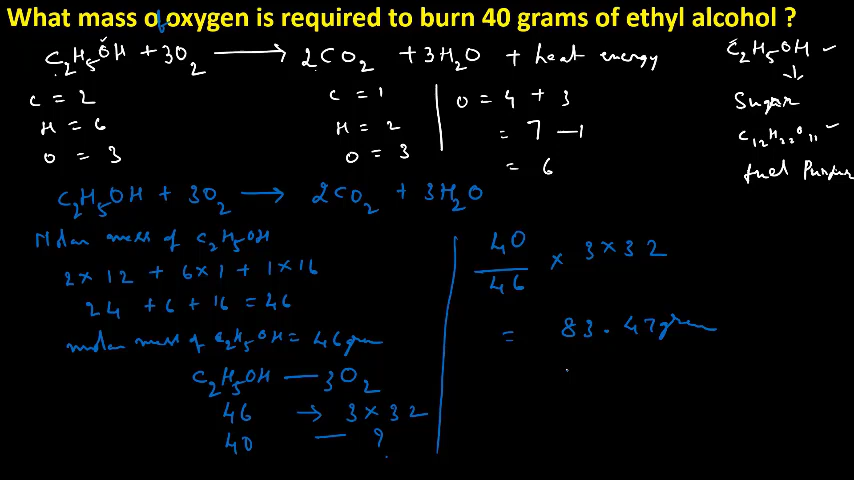 What mass of oxygen is required to burn 40 grams of ethyl alcohol ?
C₂H₅OH + 3O₂ ⟶ 2CO₂ + 3H₂O + heat energy
C = 2
H = 6
O = 3
C = 1
H = 2
O = 3
O = 4 + 3
= 7 – 1
= 6
C₂H₅OH
↓
Sugar
C₁₂H₂₂O₁₁
fuel
C₂H₅OH + 3O₂ ⟶ 2CO₂ + 3H₂O
Molar mass of C₂H₅OH
2 × 12 + 6 × 1 + 1 × 16
24 + 6 + 16 = 46
molar mass of C₂H₅OH = 46 gram
C₂H₅OH — 3O₂
46 → 3 × 32
40 — ?
40/46 × 3 × 32
= 83.47 gram